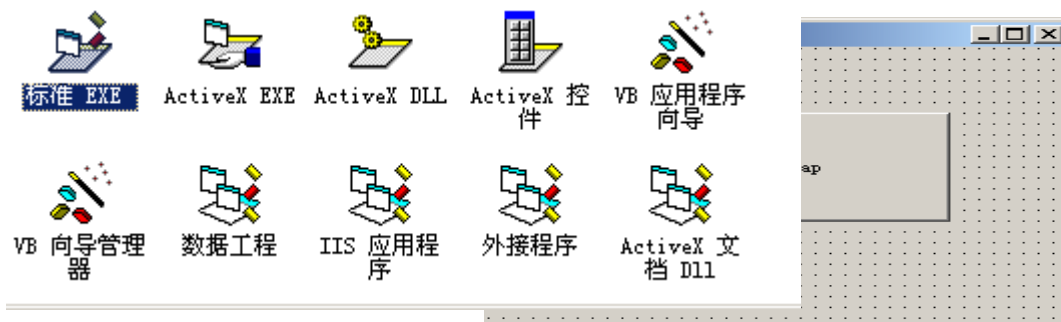 标准 EXE
ActiveX EXE
ActiveX DLL
ActiveX 控
件
VB 应用程序
向导
ap
VB 向导管理
器
数据工程
IIS 应用程
序
外接程序
ActiveX 文
档 Dll